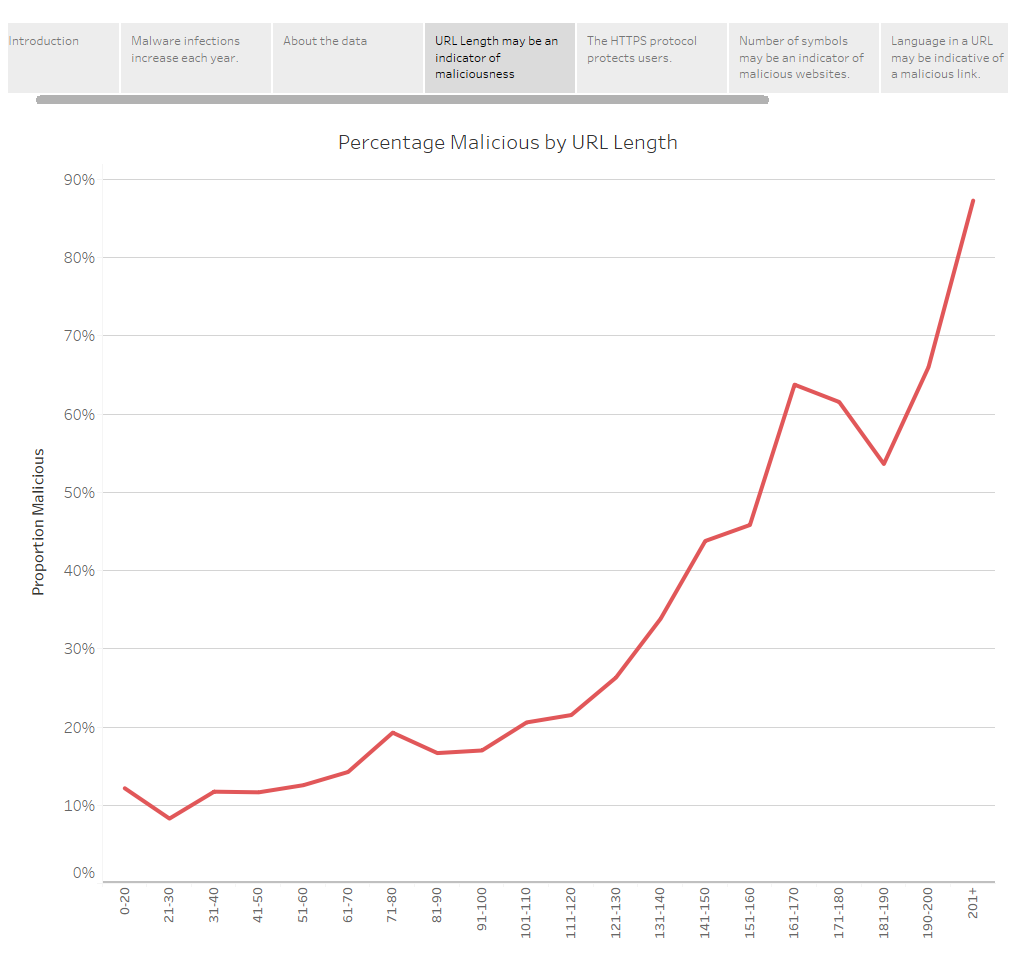 Introduction
Malware infections
increase each year.
About the data
URL Length may be an
indicator of
maliciousness
The HTTPS protocol
protects users.
Number of symbols
may be an indicator of
malicious websites.
Language in a URL
may be indicative of
a malicious link.
Percentage Malicious by URL Length
90%
80%
70%
60%
50%
40%
30%
20%
10%
0%
Proportion Malicious
0-20
21-30
31-40
41-50
51-60
61-70
71-80
81-90
91-100
101-110
111-120
121-130
131-140
141-150
151-160
161-170
171-180
181-190
190-200
201+